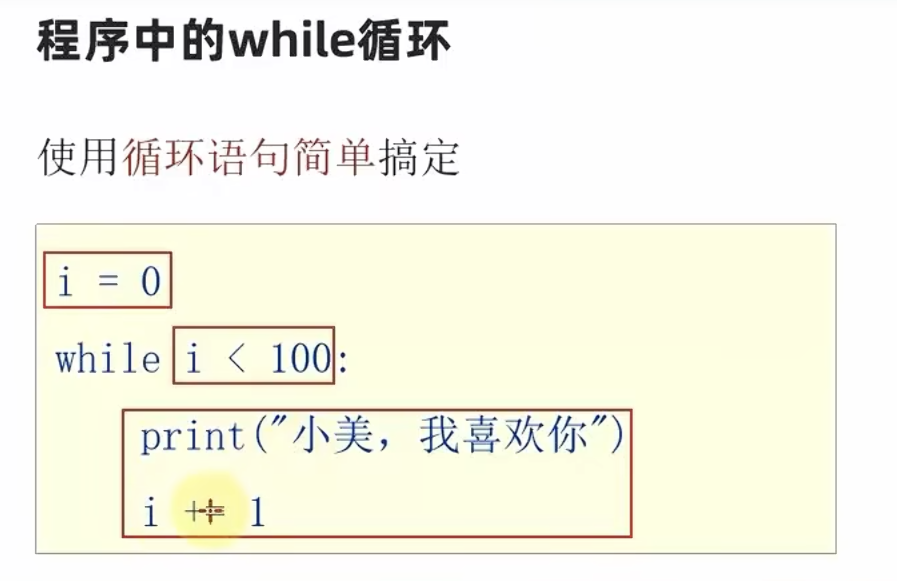 程序中的while循环
使用循环语句简单搞定
i = 0
while i < 100:
print("小美，我喜欢你")
i += 1